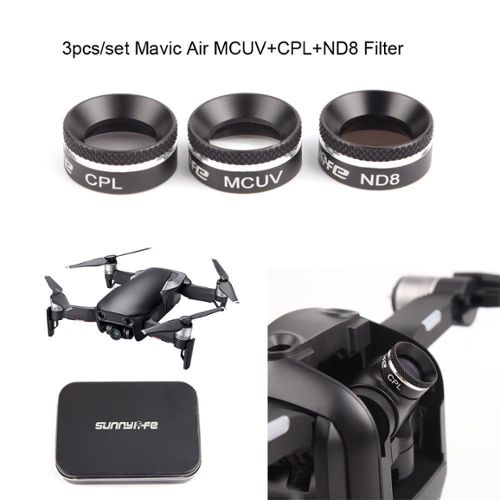 3pcs/set Mavic Air MCUV+CPL+ND8 Filter
CPL
MCUV
ND8
sunnylife
CPL